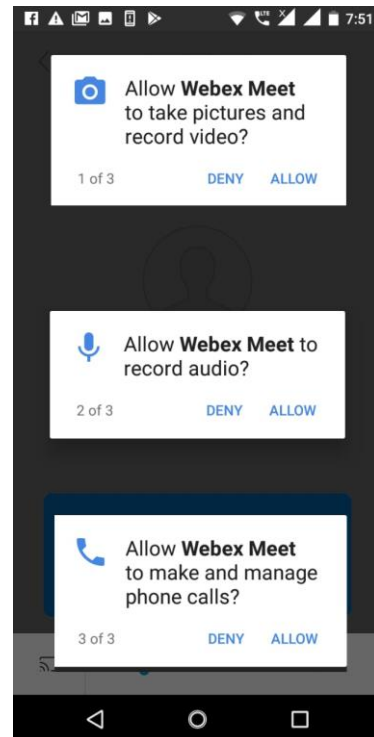 7:51
Allow Webex Meet
to take pictures and
record video?
1 of 3 DENY ALLOW
Allow Webex Meet to
record audio?
2 of 3 DENY ALLOW
Allow Webex Meet
to make and manage
phone calls?
3 of 3 DENY ALLOW